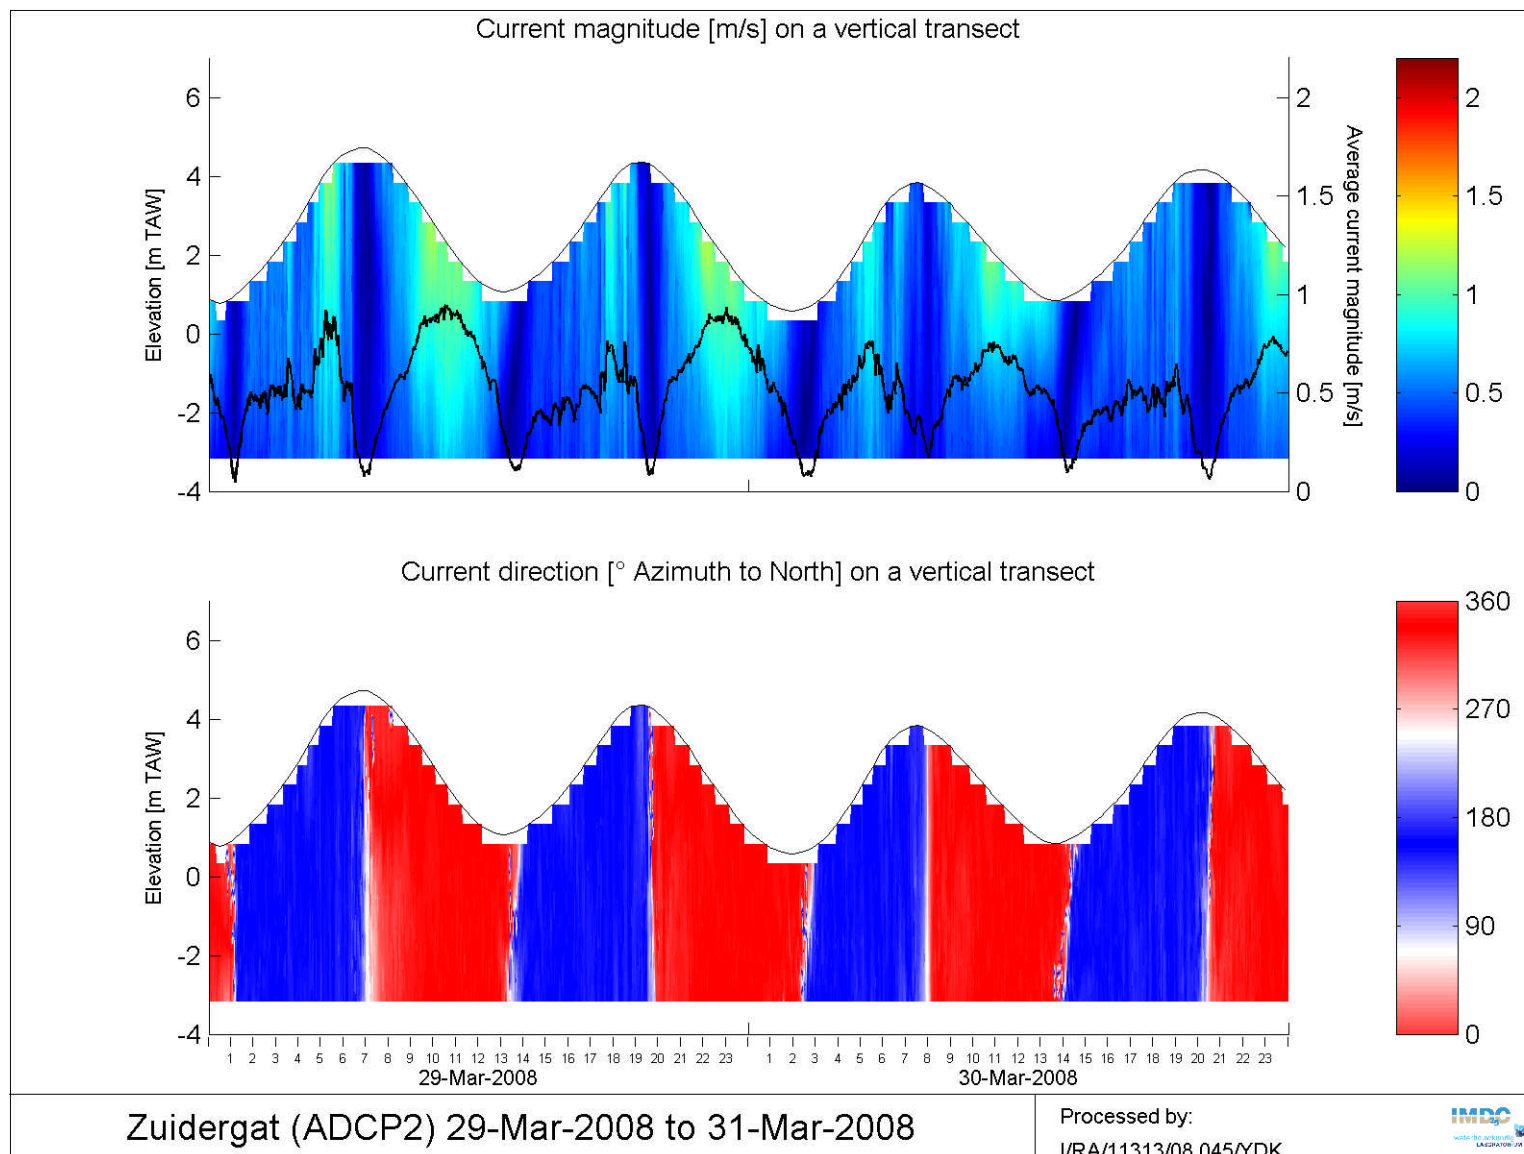 Current magnitude [m/s] on a vertical transect
6
4
2
0
-2
-4
Elevation [m TAW]
2
1.5
1
0.5
0
Average current magnitude [m/s]
2
1.5
1
0.5
0
Current direction [° Azimuth to North] on a vertical transect
6
4
2
0
-2
-4
Elevation [m TAW]
360
270
180
90
0
1 2 3 4 5 6 7 8 9 10 11 12 13 14 15 16 17 18 19 20 21 22 23 1 2 3 4 5 6 7 8 9 10 11 12 13 14 15 16 17 18 19 20 21 22 23
29-Mar-2008 30-Mar-2008
Zuidergat (ADCP2) 29-Mar-2008 to 31-Mar-2008
Processed by:
I/RA/11313/08.045/YDK
IMDC
LABORATORIUM